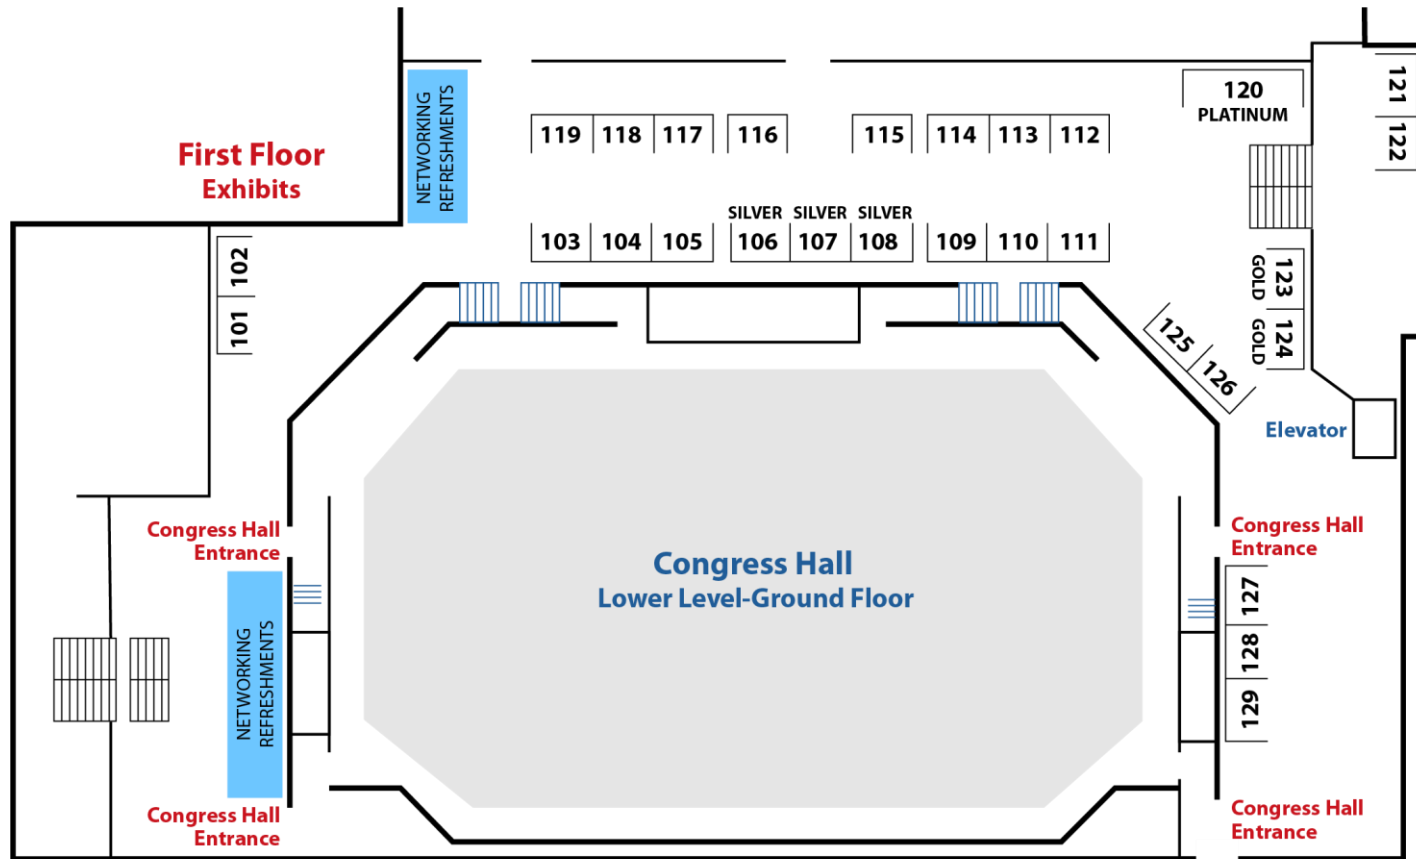 First Floor
Exhibits
NETWORKING
REFRESHMENTS
119 118 117 116 115 114 113 112
120
PLATINUM
121
122
SILVER SILVER SILVER
103 104 105 106 107 108 109 110 111
102
101
123
GOLD
124
GOLD
125
126
Elevator
Congress Hall
Entrance
Congress Hall
Entrance
Congress Hall
Lower Level-Ground Floor
NETWORKING
REFRESHMENTS
127
128
129
Congress Hall
Entrance
Congress Hall
Entrance